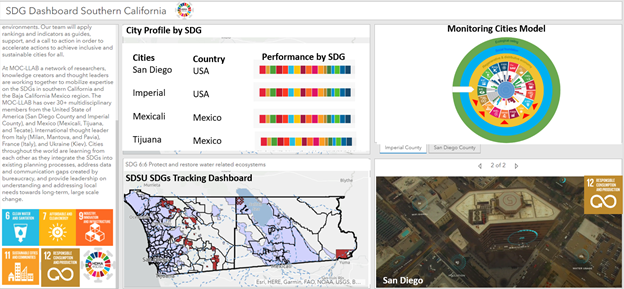 SDG Dashboard Southern California
environments. Our team will apply
rankings and indicators as guides,
support, and a call to action in order to
accelerate actions to achieve inclusive and
sustainable cities for all.
At MOC-LLAB a network of researchers,
knowledge creators and thought leaders
are working together to mobilize expertise
on the SDGs in southern California and
the Baja California Mexico region. The
MOC-LLAB has over 30+ multidisciplinary
members from the United State of
America (San Diego County and Imperial
County), and Mexico (Mexicali, Tijuana,
and Tecate). International thought leader
from Italy (Milan, Mantova, and Pavia),
France (Italy), and Ukraine (Kiev). Cities
throughout the world are learning from
each other as they integrate the SDGs into
existing planning processes, address data
and communication gaps created by
bureaucracy, and provide leadership on
understanding and addressing local
needs towards long-term, large scale
change.
6 CLEAN WATER
AND SANITATION
7 AFFORDABLE AND
CLEAN ENERGY
9 INDUSTRY, INNOVATION
AND INFRASTRUCTURE
11 SUSTAINABLE CITIES
AND COMMUNITIES
12 RESPONSIBLE
CONSUMPTION
AND PRODUCTION
City Profile by SDG
Cities Country Performance by SDG
San Diego USA
Imperial USA
Mexicali Mexico
Tijuana Mexico
SDG 6:6 Protect and restore water related ecosystems
SDSU SDGs Tracking Dashboard
Blythe
Esri, HERE, Garmin, FAO, NOAA, USGS, B...
Monitoring Cities Model
Imperial County San Diego County
2 of 2
12 RESPONSIBLE
CONSUMPTION
AND PRODUCTION
San Diego